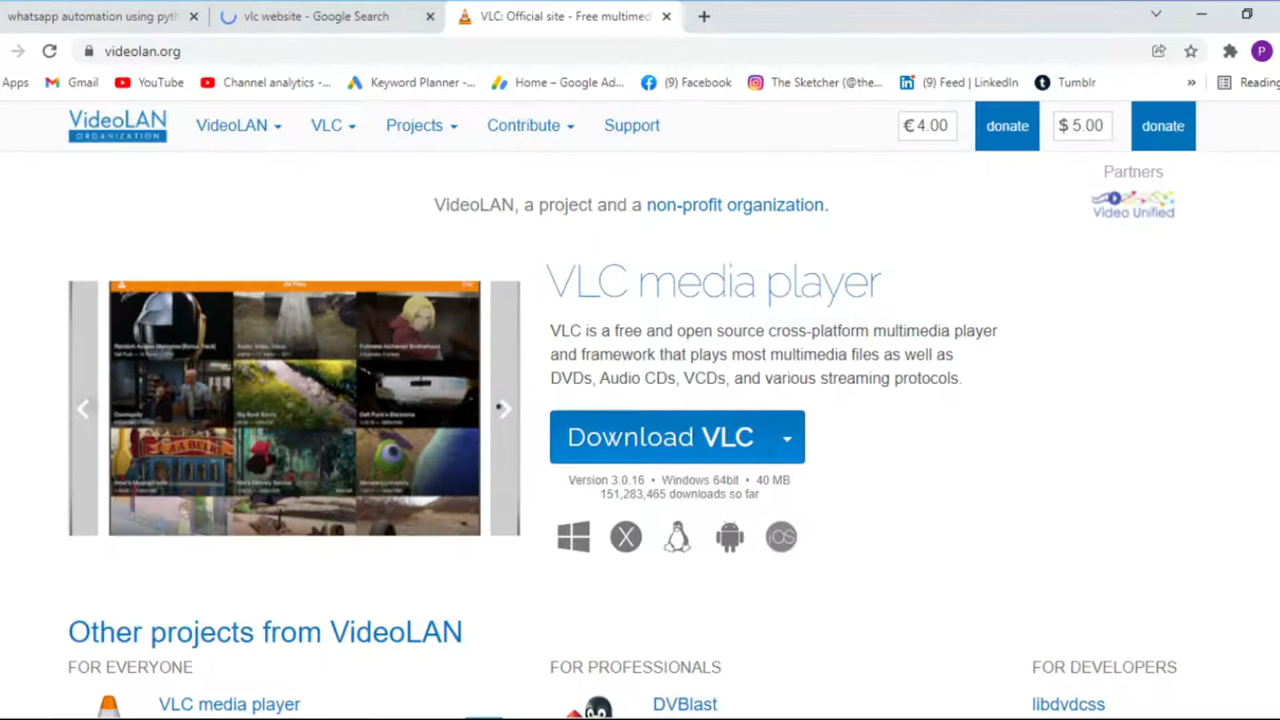 whatsapp automation using pyth
vlc website - Google Search
VLC: Official site - Free multimed
videolan.org
P
Apps
Gmail
YouTube
Channel analytics -...
Keyword Planner -...
Home – Google Ad...
(9) Facebook
The Sketcher (@the...
(9) Feed | LinkedIn
Tumblr
»
Reading
VideoLAN
ORGANIZATION
VideoLAN
VLC
Projects
Contribute
Support
€ 4.00
donate
$ 5.00
donate
Partners
Video Unified
VideoLAN, a project and a non-profit organization.
VLC media player
VLC is a free and open source cross-platform multimedia player
and framework that plays most multimedia files as well as
DVDs, Audio CDs, VCDs, and various streaming protocols.
Download VLC
Version 3.0.16 • Windows 64bit • 40 MB
151,283,465 downloads so far
iOS
Other projects from VideoLAN
FOR EVERYONE
FOR PROFESSIONALS
FOR DEVELOPERS
VLC media player
DVBlast
libdvdcss